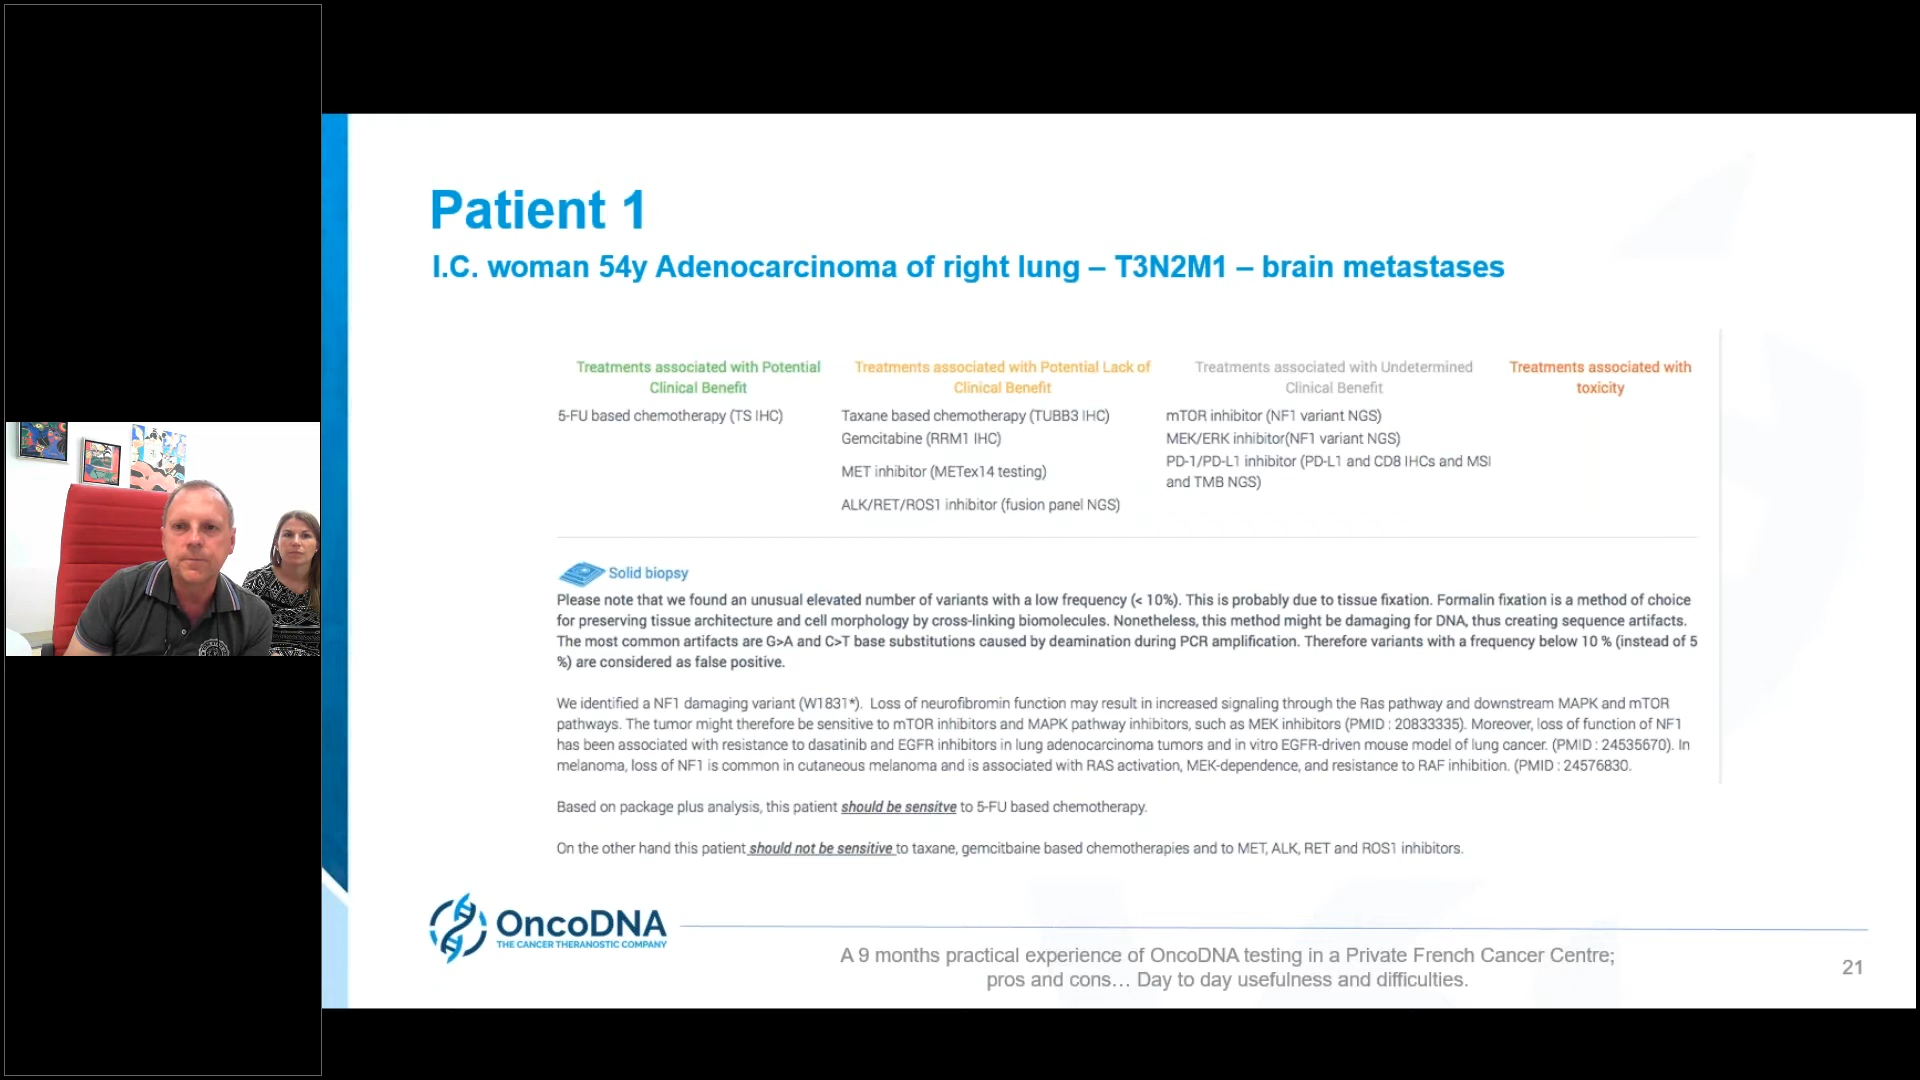 Patient 1
I.C. woman 54y Adenocarcinoma of right lung – T3N2M1 – brain metastases
Treatments associated with Potential
Clinical Benefit
5-FU based chemotherapy (TS IHC)
Treatments associated with Potential Lack of
Clinical Benefit
Taxane based chemotherapy (TUBB3 IHC)
Gemcitabine (RRM1 IHC)
MET inhibitor (METex14 testing)
ALK/RET/ROS1 inhibitor (fusion panel NGS)
Treatments associated with Undetermined
Clinical Benefit
mTOR inhibitor (NF1 variant NGS)
MEK/ERK inhibitor(NF1 variant NGS)
PD-1/PD-L1 inhibitor (PD-L1 and CD8 IHCs and MSI
and TMB NGS)
Treatments associated with
toxicity
Solid biopsy
Please note that we found an unusual elevated number of variants with a low frequency (< 10%). This is probably due to tissue fixation. Formalin fixation is a method of choice
for preserving tissue architecture and cell morphology by cross-linking biomolecules. Nonetheless, this method might be damaging for DNA, thus creating sequence artifacts.
The most common artifacts are G>A and C>T base substitutions caused by deamination during PCR amplification. Therefore variants with a frequency below 10 % (instead of 5
%) are considered as false positive.
We identified a NF1 damaging variant (W1831*). Loss of neurofibromin function may result in increased signaling through the Ras pathway and downstream MAPK and mTOR
pathways. The tumor might therefore be sensitive to mTOR inhibitors and MAPK pathway inhibitors, such as MEK inhibitors (PMID : 20833335). Moreover, loss of function of NF1
has been associated with resistance to dasatinib and EGFR inhibitors in lung adenocarcinoma tumors and in vitro EGFR-driven mouse model of lung cancer. (PMID : 24535670). In
melanoma, loss of NF1 is common in cutaneous melanoma and is associated with RAS activation, MEK-dependence, and resistance to RAF inhibition. (PMID : 24576830.
Based on package plus analysis, this patient should be sensitve to 5-FU based chemotherapy.
On the other hand this patient should not be sensitive to taxane, gemcitbaine based chemotherapies and to MET, ALK, RET and ROS1 inhibitors.
OncoDNA
THE CANCER THERANOSTIC COMPANY
A 9 months practical experience of OncoDNA testing in a Private French Cancer Centre;
pros and cons… Day to day usefulness and difficulties.
21